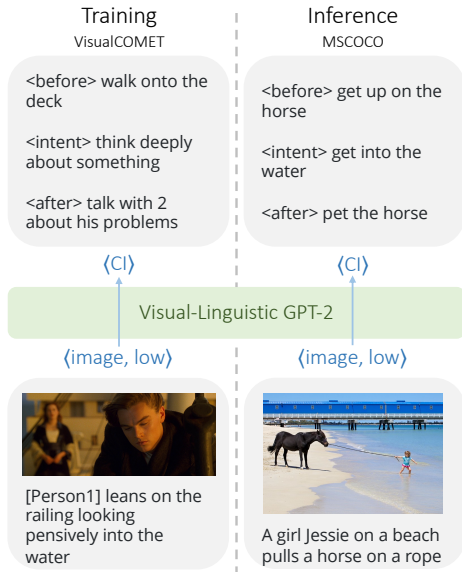 Training
VisualCOMET
<before> walk onto the
deck
<intent> think deeply
about something
<after> talk with 2
about his problems
⟨CI⟩
Inference
MSCOCO
<before> get up on the
horse
<intent> get into the
water
<after> pet the horse
⟨CI⟩
Visual-Linguistic GPT-2
⟨image, low⟩
[Person1] leans on the
railing looking
pensively into the
water
⟨image, low⟩
A girl Jessie on a beach
pulls a horse on a rope